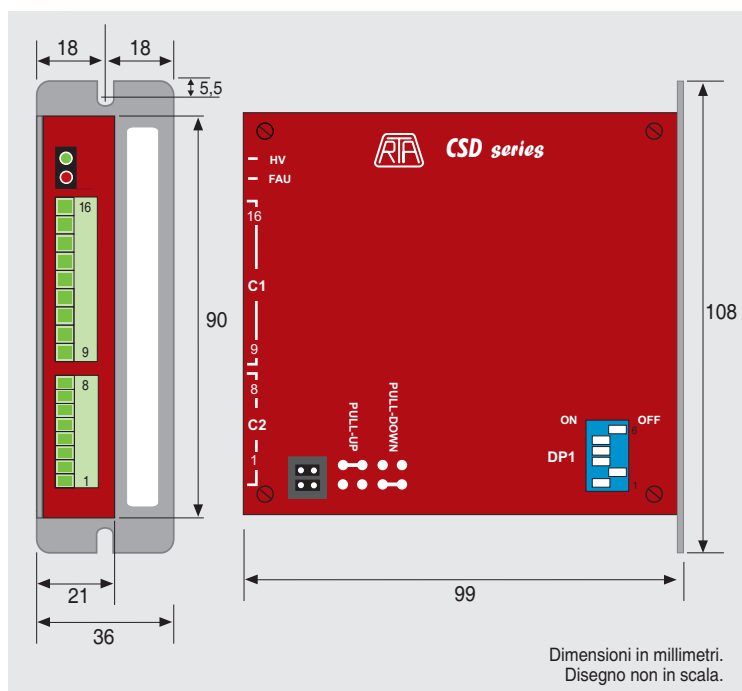 18
18
5,5
RTA
CSD series
HV
FAU
16
16
C1
90
108
9
9
8
8
PULL-UP
PULL-DOWN
C2
ON
OFF
6
DP1
1
1
1
21
99
36
Dimensioni in millimetri.
Disegno non in scala.